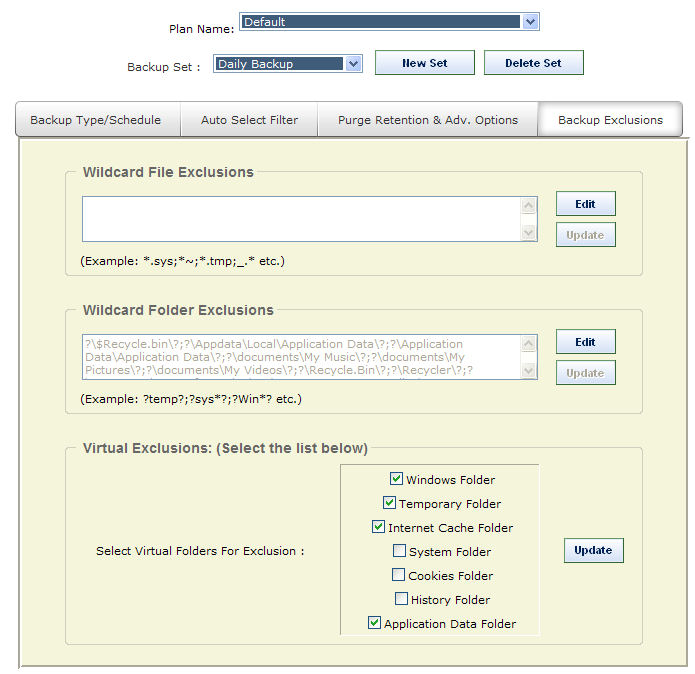 Plan Name: Default
Backup Set : Daily Backup New Set Delete Set
Backup Type/Schedule Auto Select Filter Purge Retention & Adv. Options Backup Exclusions
Wildcard File Exclusions
Edit
Update
(Example: *.sys;*~;*.tmp;_.* etc.)
Wildcard Folder Exclusions
?\$Recycle.bin\?;?\Appdata\Local\Application Data\?;?\Application
Data\Application Data\?;?\documents\My Music\?;?\documents\My
Pictures\?;?\documents\My Videos\?;?\Recycle.Bin\?;?\Recycler\?;?
Edit
Update
(Example: ?temp?;?sys*?;?Win*? etc.)
Virtual Exclusions: (Select the list below)
Select Virtual Folders For Exclusion :
Windows Folder
Temporary Folder
Internet Cache Folder
System Folder
Cookies Folder
History Folder
Application Data Folder
Update